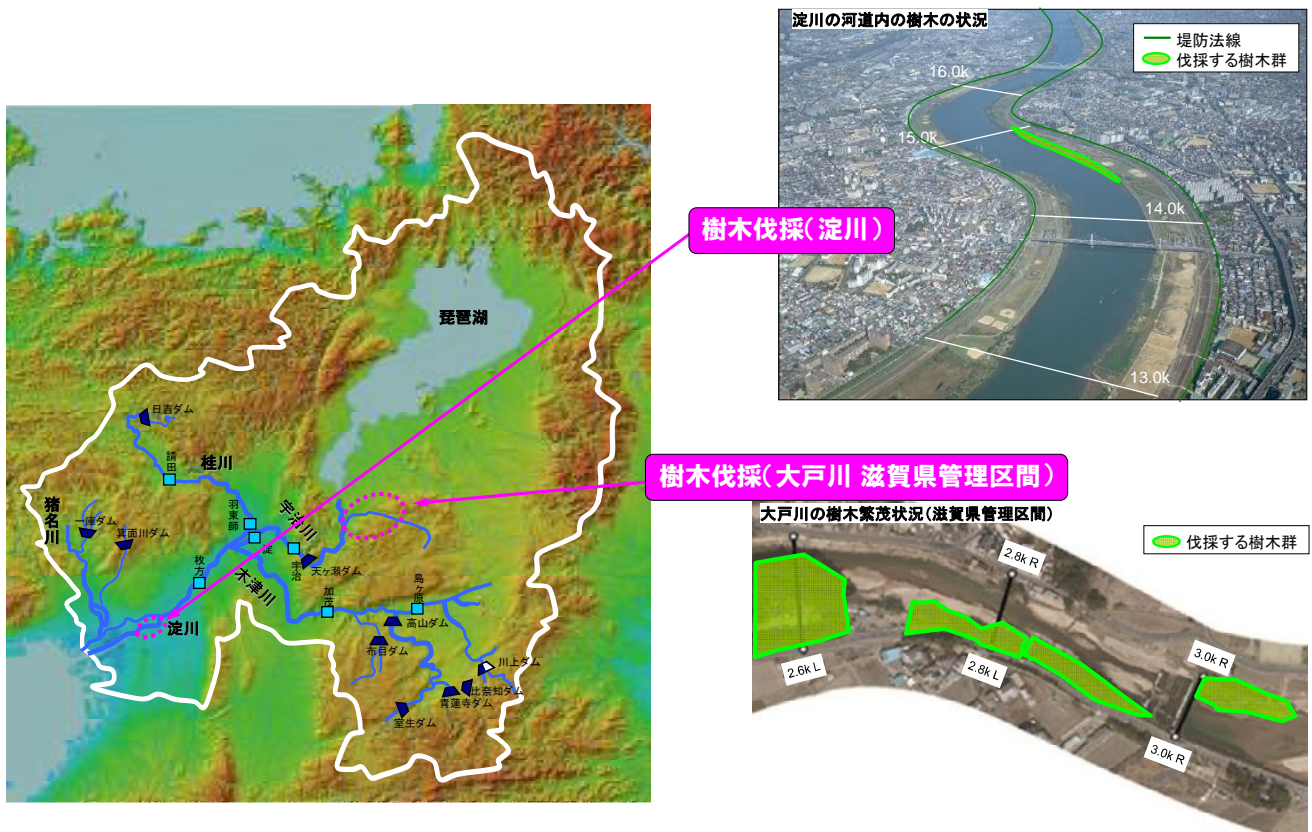 淀川の河道内の樹木の状況
堤防法線
伐採する樹木群
16.0k
15.0k
14.0k
13.0k
樹木伐採(淀川)
琵琶湖
日吉ダム
請田
桂川
羽束師
淀
宇治川
宇治
天ヶ瀬ダム
猪名川
一庫ダム
箕面川ダム
枚方
木津川
淀川
加茂
島ヶ原
高山ダム
布目ダム
川上ダム
比奈知ダム
青蓮寺ダム
室生ダム
樹木伐採(大戸川 滋賀県管理区間)
大戸川の樹木繁茂状況(滋賀県管理区間)
伐採する樹木群
2.8k R
2.6k L
2.8k L
3.0k R
3.0k R